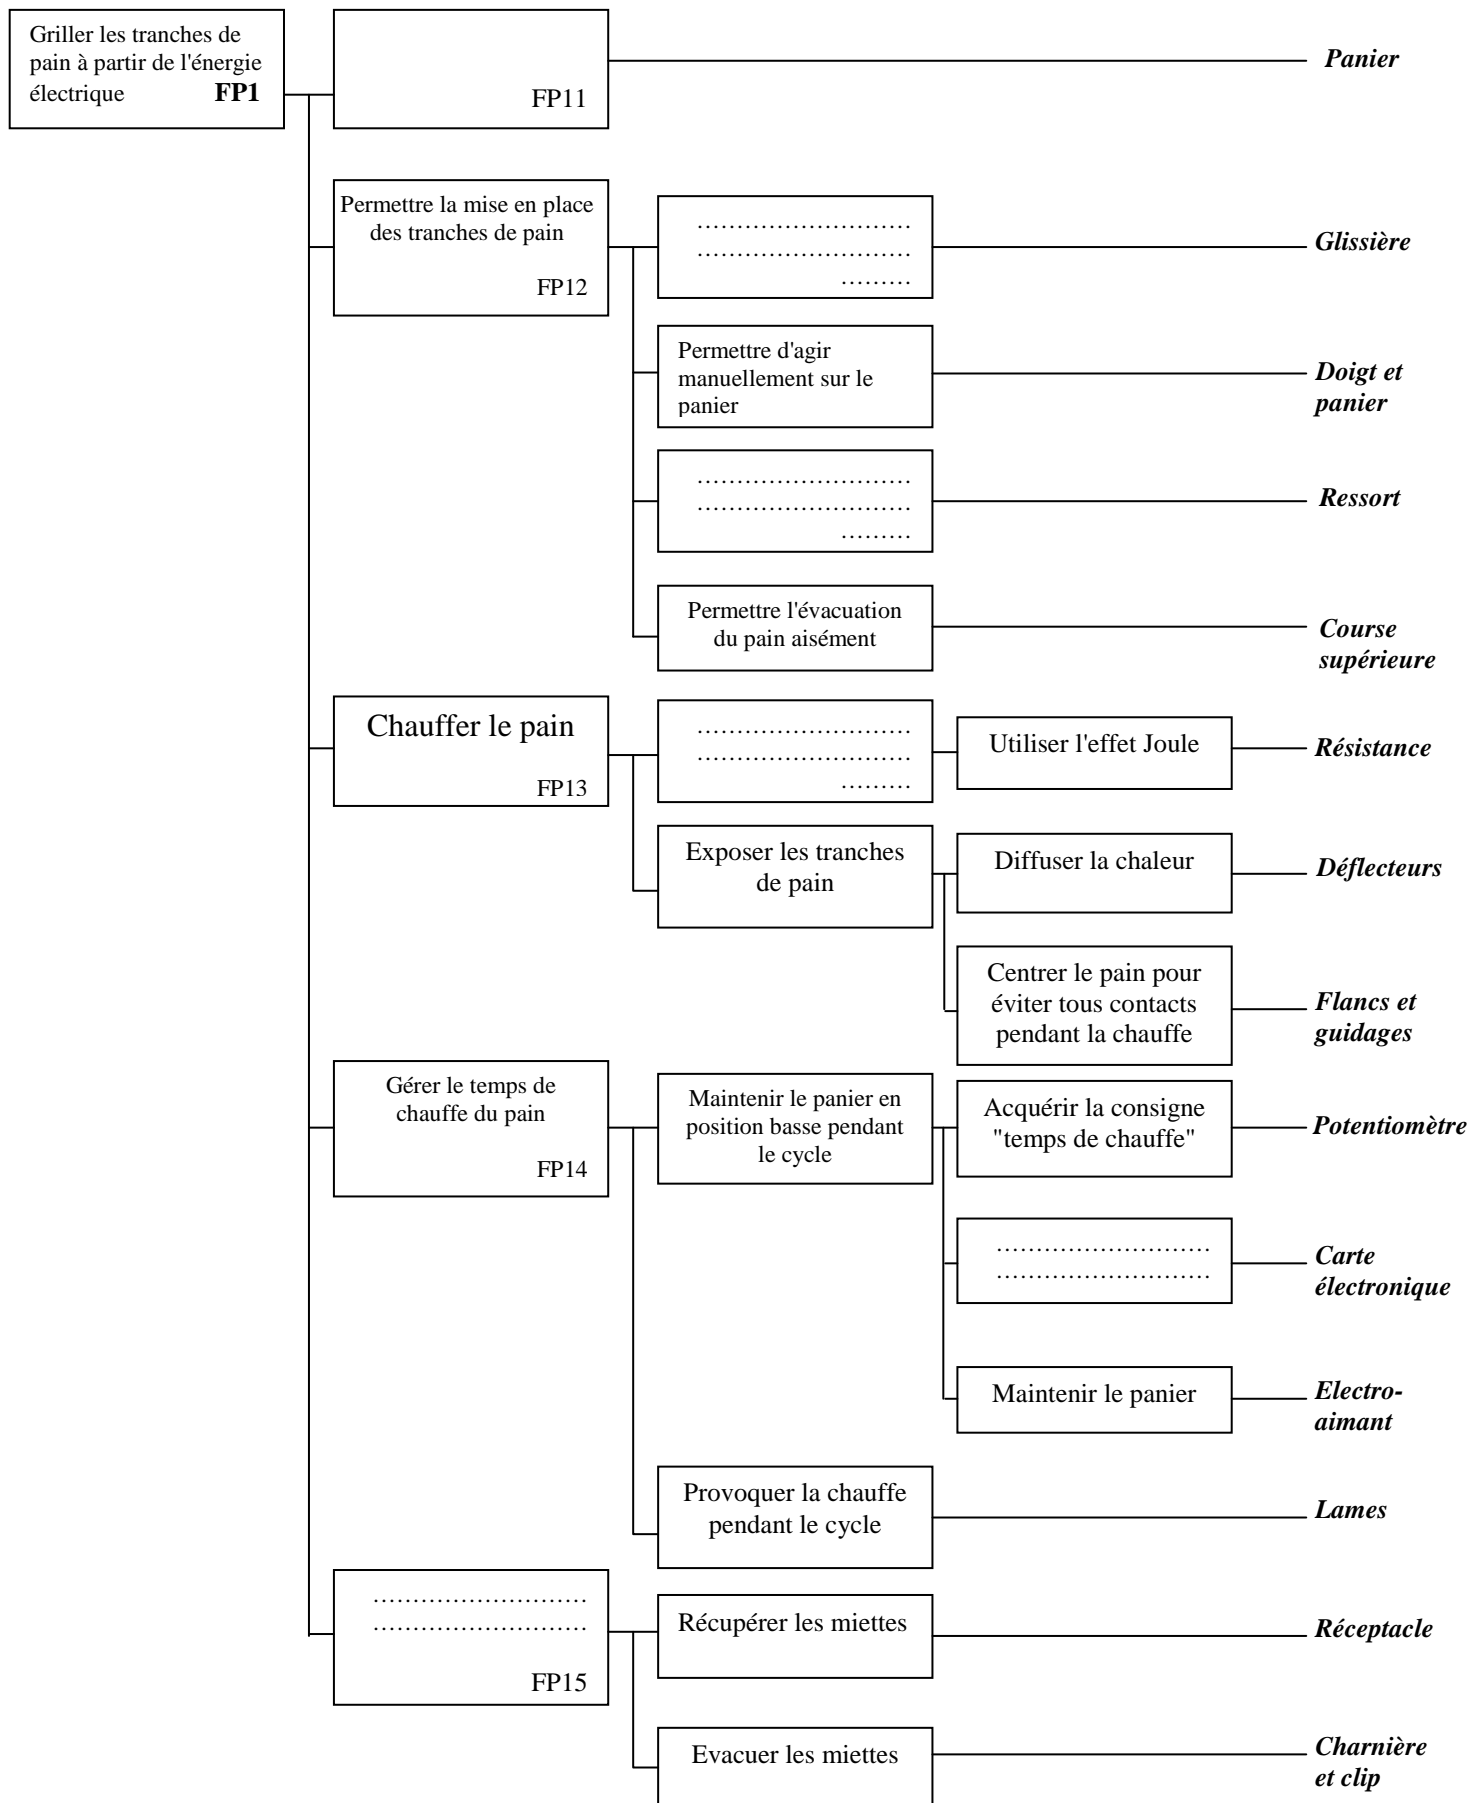 Griller les tranches de
pain à partir de l'énergie
électrique FP1
FP11
Panier
Permettre la mise en place
des tranches de pain
FP12
...........................
...........................
.........
Glissière
Permettre d'agir
manuellement sur le
panier
Doigt et
panier
...........................
...........................
.........
Ressort
Permettre l'évacuation
du pain aisément
Course
supérieure
Chauffer le pain
FP13
...........................
...........................
.........
Utiliser l'effet Joule
Résistance
Exposer les tranches
de pain
Diffuser la chaleur
Déflecteurs
Centrer le pain pour
éviter tous contacts
pendant la chauffe
Flancs et
guidages
Gérer le temps de
chauffe du pain
FP14
Maintenir le panier en
position basse pendant
le cycle
Acquérir la consigne
"temps de chauffe"
Potentiomètre
...........................
...........................
Carte
électronique
Maintenir le panier
Electro-
aimant
Provoquer la chauffe
pendant le cycle
Lames
...........................
...........................
FP15
Récupérer les miettes
Réceptacle
Evacuer les miettes
Charnière
et clip